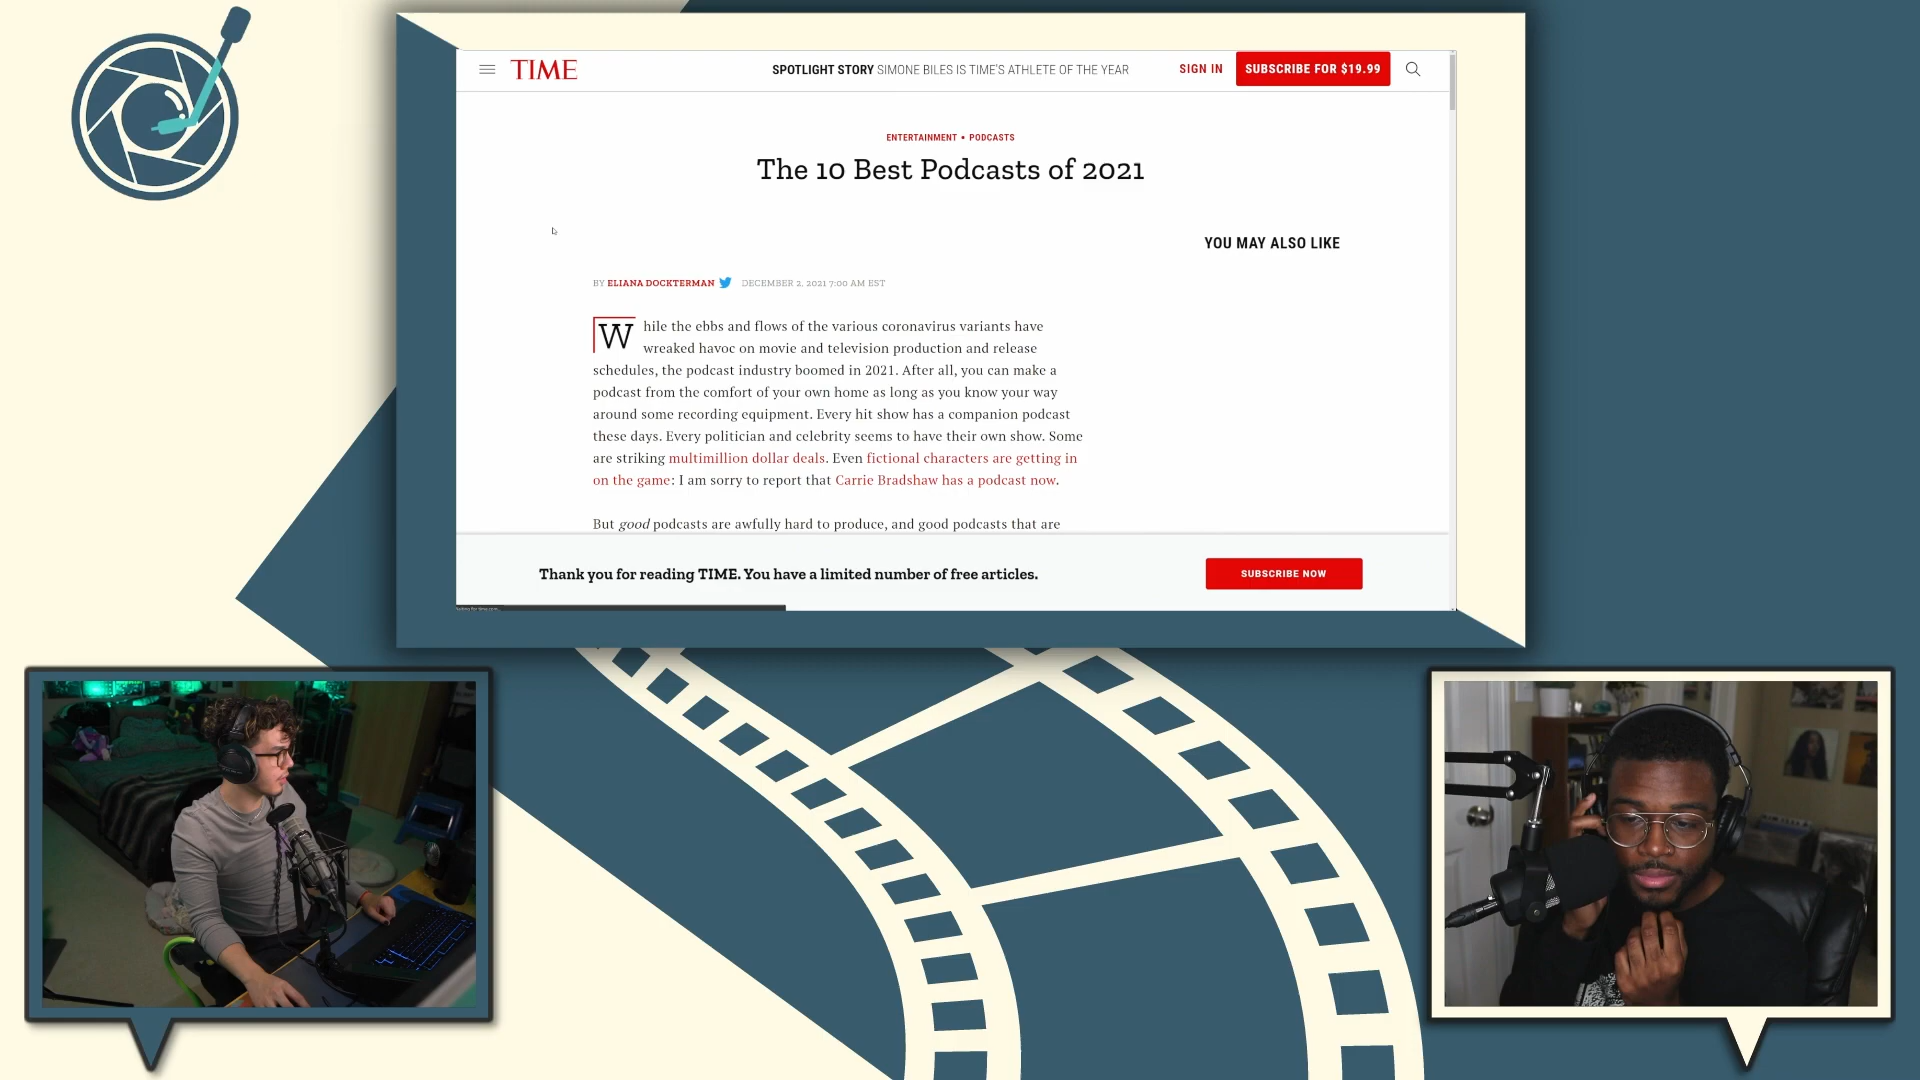 TIME
SPOTLIGHT STORY SIMONE BILES IS TIME'S ATHLETE OF THE YEAR
SIGN IN
SUBSCRIBE FOR $19.99
ENTERTAINMENT • PODCASTS
The 10 Best Podcasts of 2021
YOU MAY ALSO LIKE
BY ELIANA DOCKTERMAN DECEMBER 2, 2021 7:00 AM EST
While the ebbs and flows of the various coronavirus variants have
wreaked havoc on movie and television production and release
schedules, the podcast industry boomed in 2021. After all, you can make a
podcast from the comfort of your own home as long as you know your way
around some recording equipment. Every hit show has a companion podcast
these days. Every politician and celebrity seems to have their own show. Some
are striking multimillion dollar deals. Even fictional characters are getting in
on the game: I am sorry to report that Carrie Bradshaw has a podcast now.
But good podcasts are awfully hard to produce, and good podcasts that are
Thank you for reading TIME. You have a limited number of free articles.
SUBSCRIBE NOW